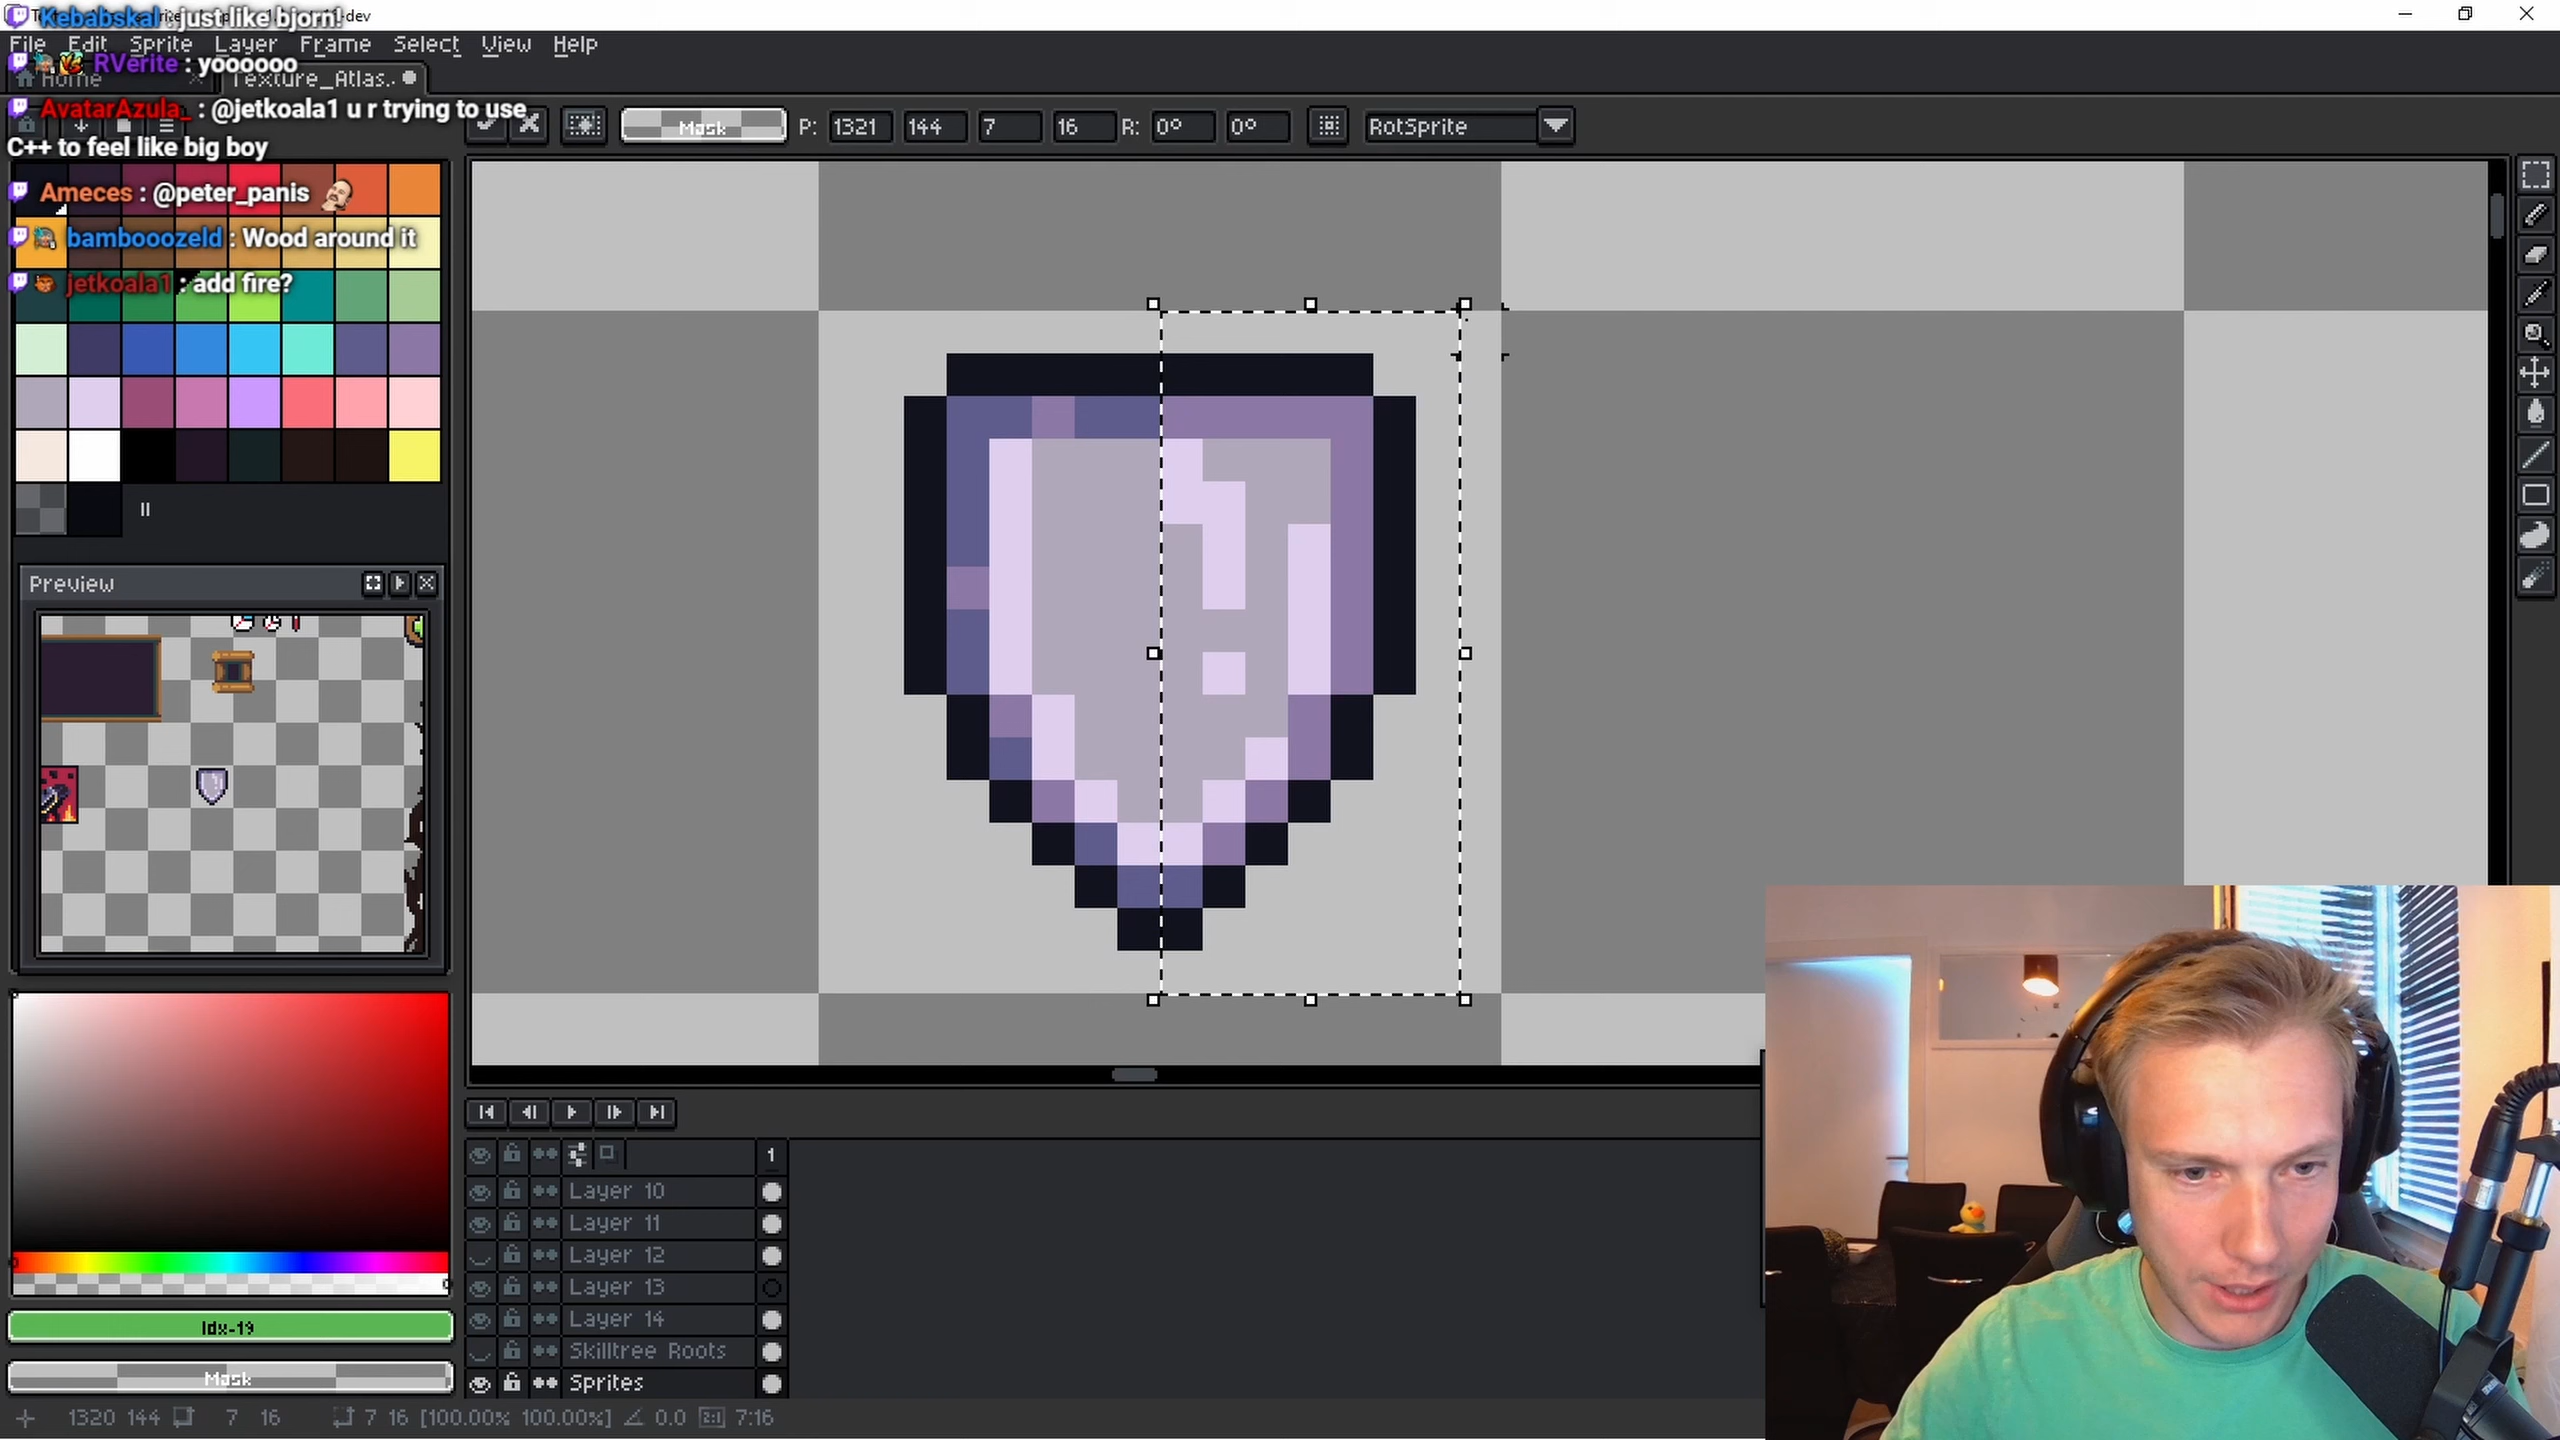 Kebabskal : just like bjorn!
-dev
File Edit Sprite Layer Frame Select View Help
RVerite : yoooooo
Home
Texture_Atlas..
AvatarAzula_ : @jetkoala1 u r trying to use
C++ to feel like big boy
Mask P: 1321 144 7 16 R: 0° 0° RotSprite
Ameces : @peter_panis
bambooozeld : Wood around it
jetkoala1 : add fire?
Preview
1
Layer 10
Layer 11
Layer 12
Layer 13
Layer 14
Skilltree Roots
Sprites
Idx-19
Mask
1320 144 7 16 7 16 [100.00% 100.00%] 0.0 2:1 7:16